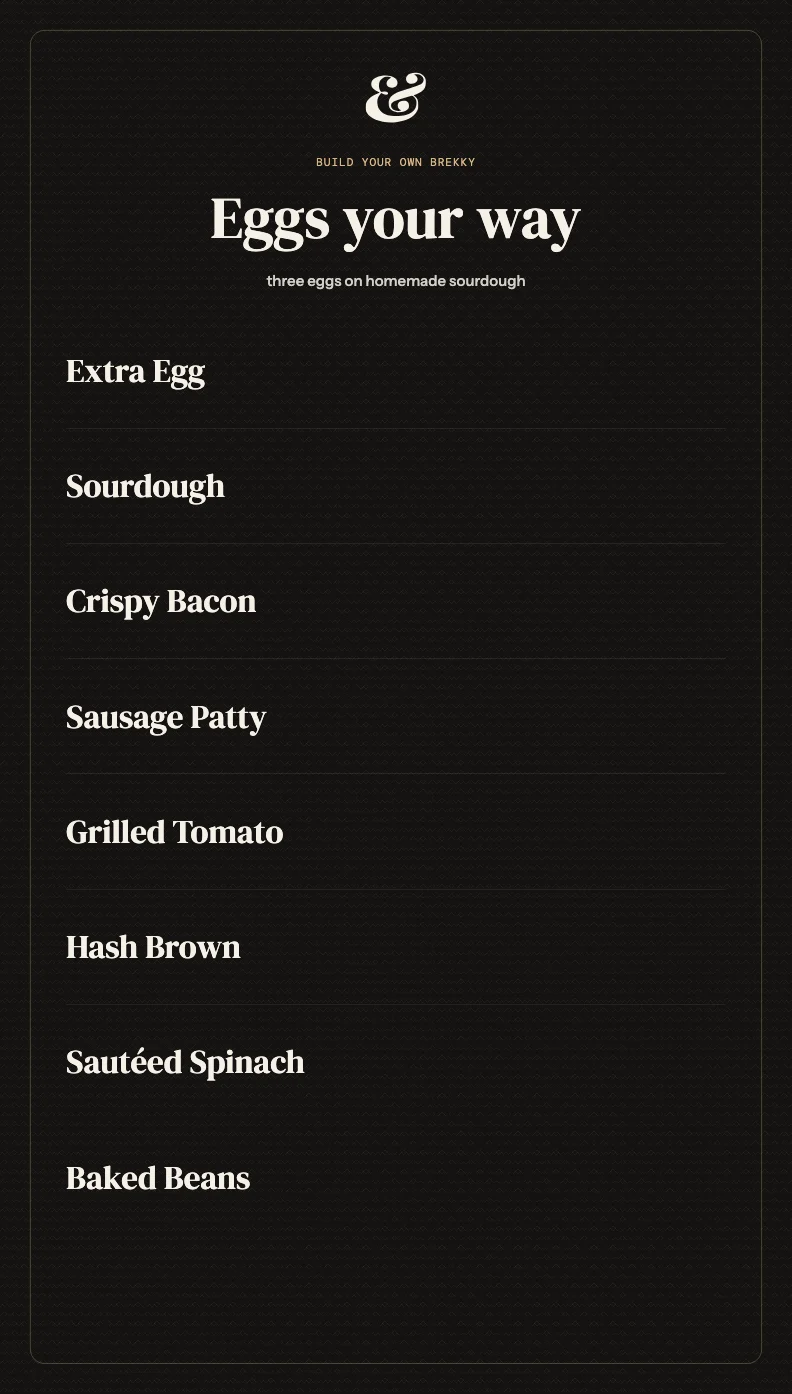 &
BUILD YOUR OWN BREKKY
Eggs your way
three eggs on homemade sourdough
Extra Egg
Sourdough
Crispy Bacon
Sausage Patty
Grilled Tomato
Hash Brown
Sautéed Spinach
Baked Beans